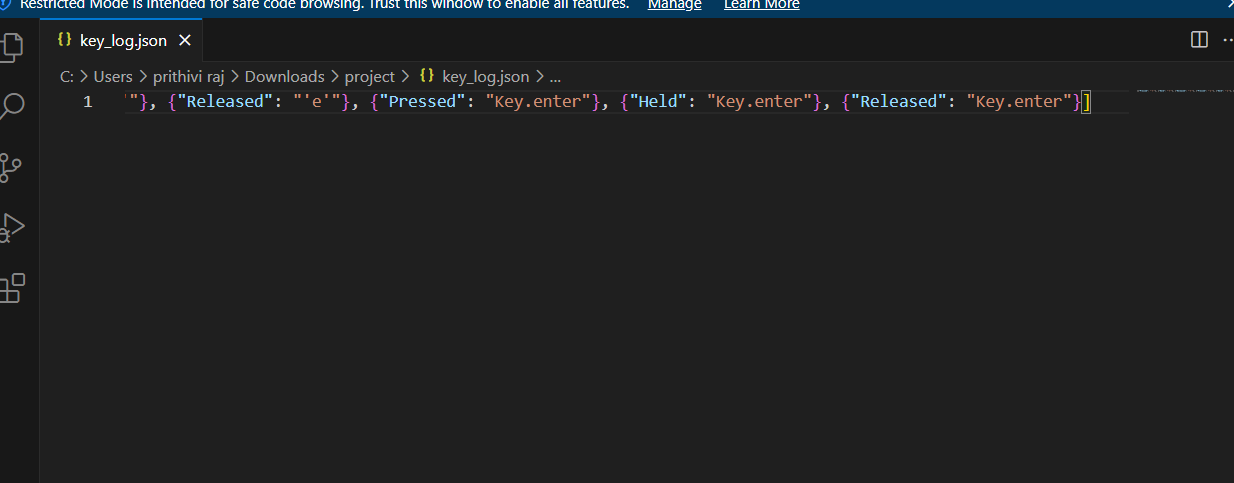 Restricted Mode is intended for safe code browsing. Trust this window to enable all features. Manage Learn More
{} key_log.json ×
C: > Users > prithivi raj > Downloads > project > {} key_log.json > ...
1 '"}, {"Released": "'e'"}, {"Pressed": "Key.enter"}, {"Held": "Key.enter"}, {"Released": "Key.enter"}]